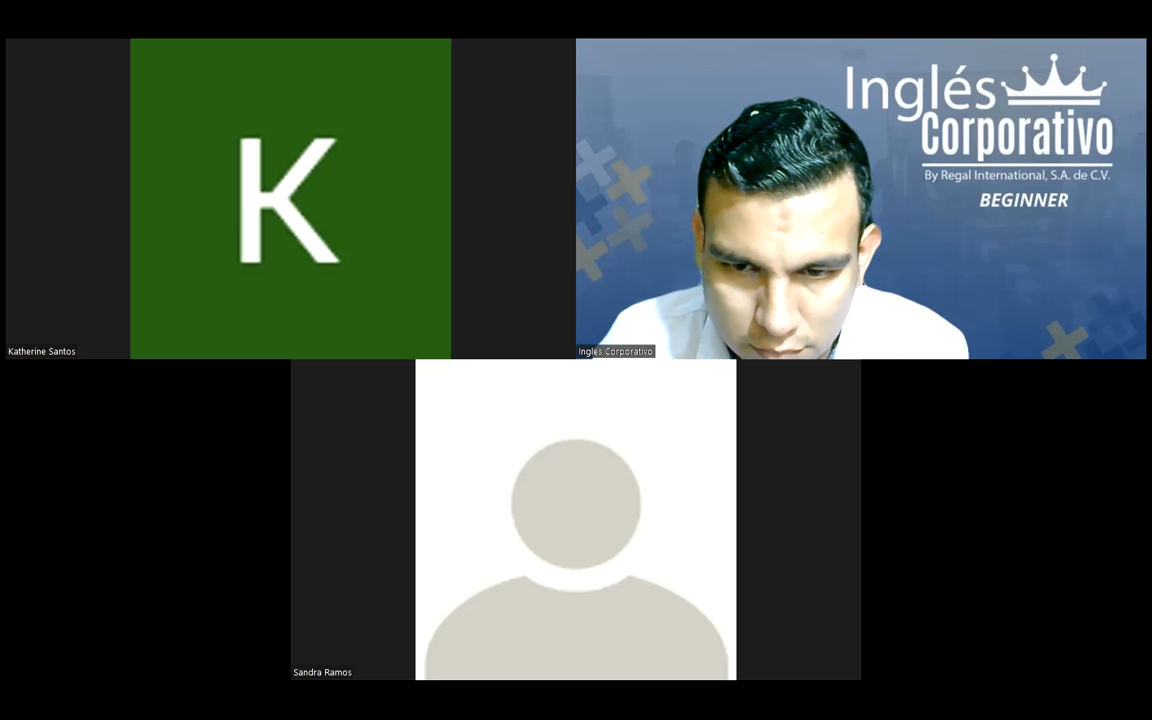 K
Katherine Santos
Inglés
Corporativo
By Regal International, S.A. de C.V.
BEGINNER
Inglés Corporativo
Sandra Ramos